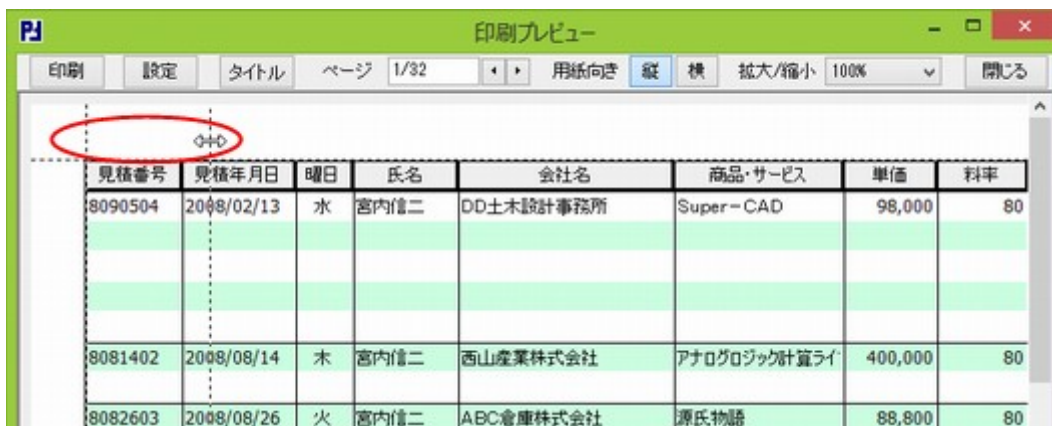 印刷プレビュー
印刷 設定 タイトル ページ 1/32 用紙向き 縦 横 拡大/縮小 100% 閉じる
見積番号 見積年月日 曜日 氏名 会社名 商品・サービス 単価 料率
8090504 2008/02/13 水 宮内信二 DD土木設計事務所 Super-CAD 98,000 80
8081402 2008/08/14 木 宮内信二 西山産業株式会社 アナログロジック計算ライ 400,000 80
8082603 2008/08/26 火 宮内信二 ABC倉庫株式会社 源氏物語 88,800 80